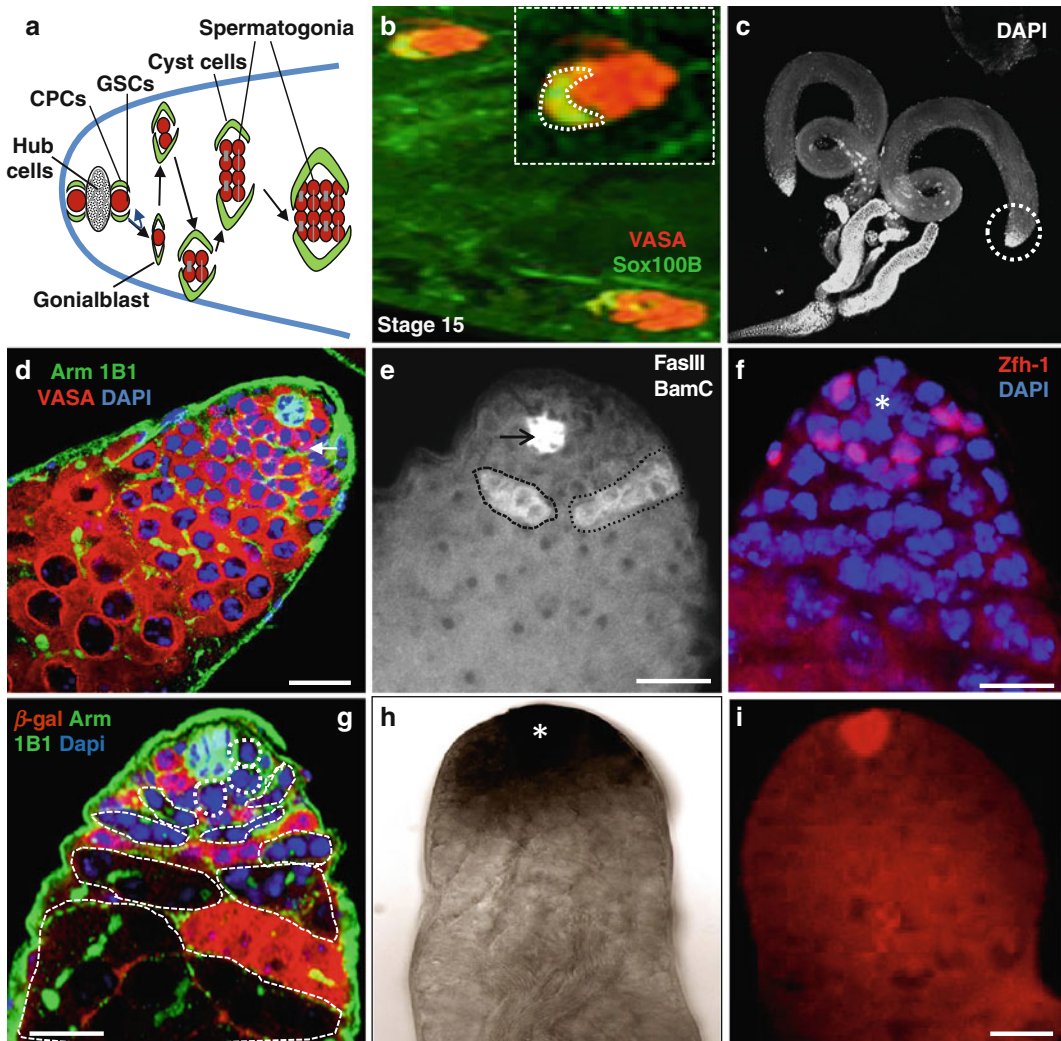 a
Spermatogonia
Cyst cells
GSCs
CPCs
Hub
cells
Gonialblast
b
VASA
Sox100B
Stage 15
c
DAPI
d
Arm 1B1
VASA DAPI
e
FasIII
BamC
f
Zfh-1
DAPI
*
g
β-gal Arm
1B1 Dapi
h
*
i